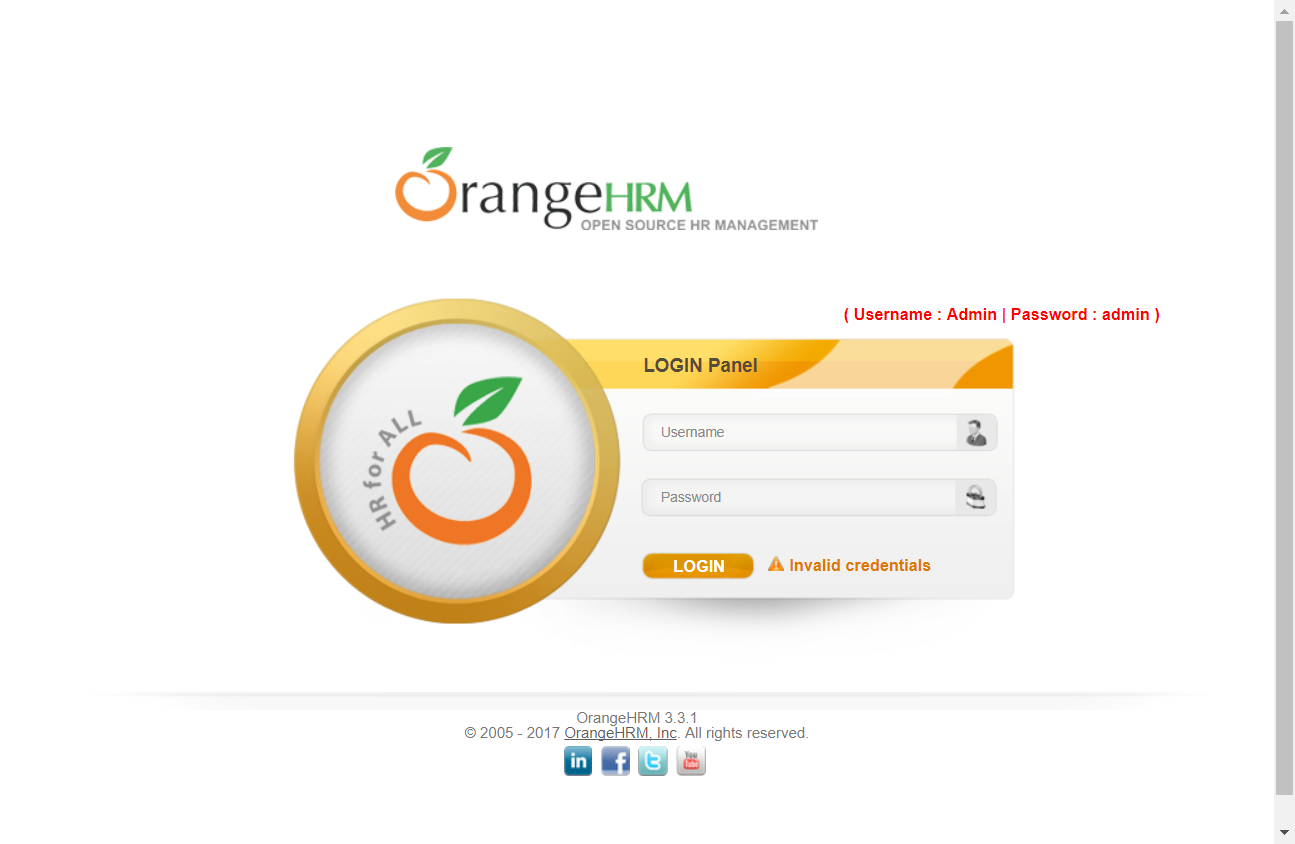 OrangeHRM
OPEN SOURCE HR MANAGEMENT
( Username : Admin | Password : admin )
LOGIN Panel
HR for ALL
Username
Password
LOGIN
Invalid credentials
OrangeHRM 3.3.1
© 2005 - 2017 OrangeHRM, Inc. All rights reserved.
in f t You Tube